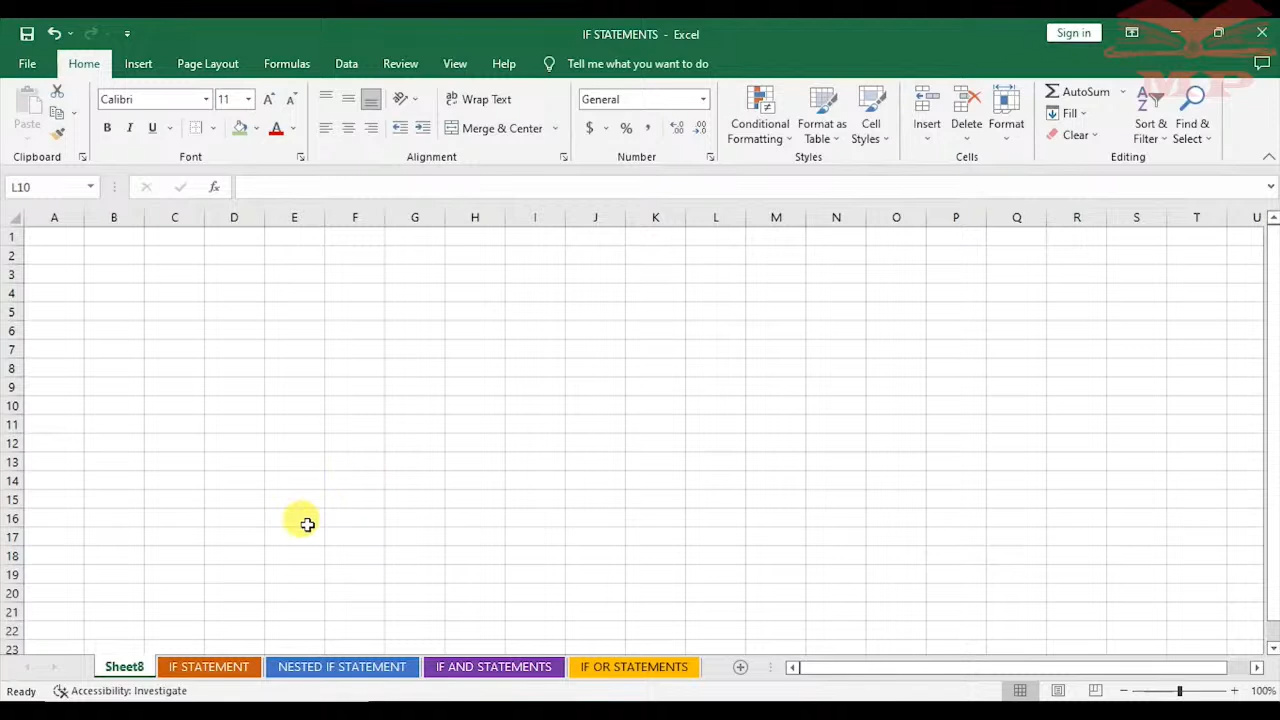 IF STATEMENTS - Excel
Sign in
MP
File Home Insert Page Layout Formulas Data Review View Help Tell me what you want to do
Calibri 11 A A Wrap Text General AutoSum
Paste B I U A Merge & Center $ % , Conditional Formatting Format as Table Cell Styles Insert Delete Format Fill Clear Sort & Filter Find & Select
Clipboard Font Alignment Number Styles Cells Editing
L10 fx
A B C D E F G H I J K L M N O P Q R S T U
1
2
3
4
5
6
7
8
9
10
11
12
13
14
15
16
17
18
19
20
21
22
23
Sheet8 IF STATEMENT NESTED IF STATEMENT IF AND STATEMENTS IF OR STATEMENTS
Ready Accessibility: Investigate 100%